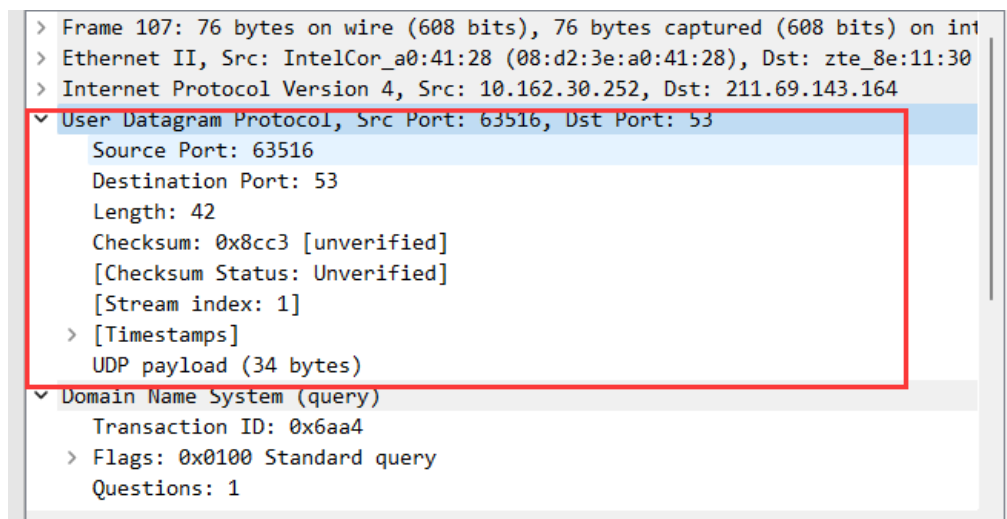 > Frame 107: 76 bytes on wire (608 bits), 76 bytes captured (608 bits) on int
> Ethernet II, Src: IntelCor_a0:41:28 (08:d2:3e:a0:41:28), Dst: zte_8e:11:30
> Internet Protocol Version 4, Src: 10.162.30.252, Dst: 211.69.143.164
User Datagram Protocol, Src Port: 63516, Dst Port: 53
Source Port: 63516
Destination Port: 53
Length: 42
Checksum: 0x8cc3 [unverified]
[Checksum Status: Unverified]
[Stream index: 1]
> [Timestamps]
UDP payload (34 bytes)
Domain Name System (query)
Transaction ID: 0x6aa4
> Flags: 0x0100 Standard query
Questions: 1